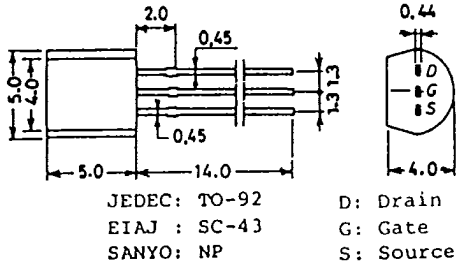 2.0
0,45
0.44
5.0
4.0
1.3
1.3
D
G
S
0,45
5.0
14.0
4.0
JEDEC: TO-92
EIAJ : SC-43
SANYO: NP
D: Drain
G: Gate
S: Source